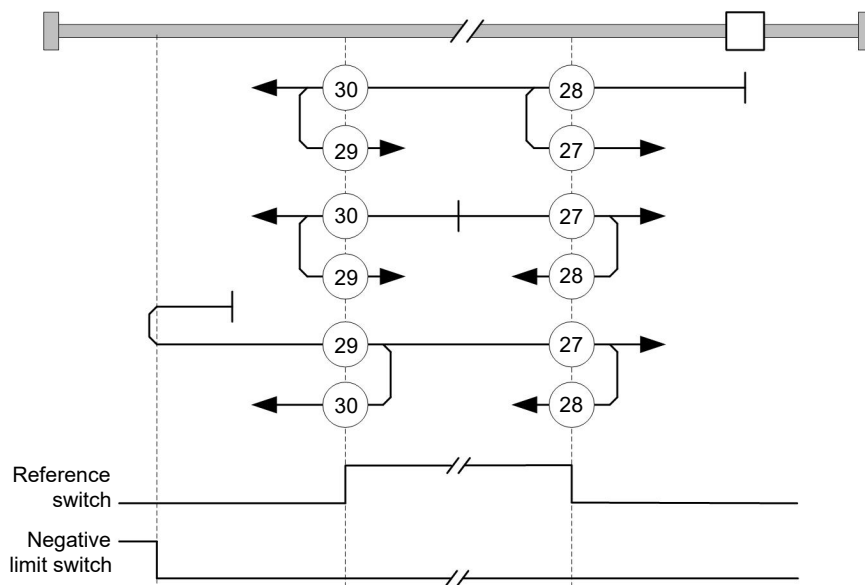 30 28
29 27
30 27
29 28
29 27
30 28
Reference
switch
Negative
limit switch